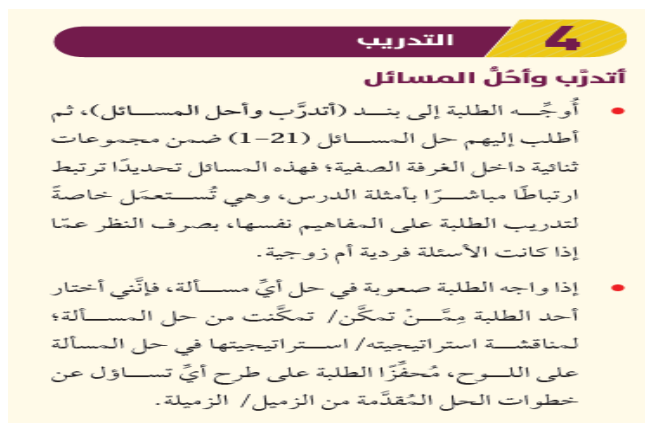 4 التدريب
أتدرَّب وأحُلُّ المسائل
• أُوجِّه الطلبة إلى بند (أتدرَّب وأحل المسائل)، ثم
أطلب إليهم حل المسائل (21–1) ضمن مجموعات
ثنائية داخل الغرفة الصفية؛ فهذه المسائل تحديدًا ترتبط
ارتباطًا مباشرًا بأمثلة الدرس، وهي تُستعمَل خاصةً
لتدريب الطلبة على المفاهيم نفسها، بصرف النظر عمّا
إذا كانت الأسئلة فردية أم زوجية.
• إذا واجه الطلبة صعوبة في حل أيِّ مسألة، فإنَّني أختار
أحد الطلبة مِمَّنْ تمكَّن/ تمكَّنت من حل المسألة؛
لمناقشة استراتيجيته/ استراتيجيتها في حل المسألة
على اللوح، مُحفِّزًا الطلبة على طرح أيِّ تساؤل عن
خطوات الحل المُقدَّمة من الزميل/ الزميلة.